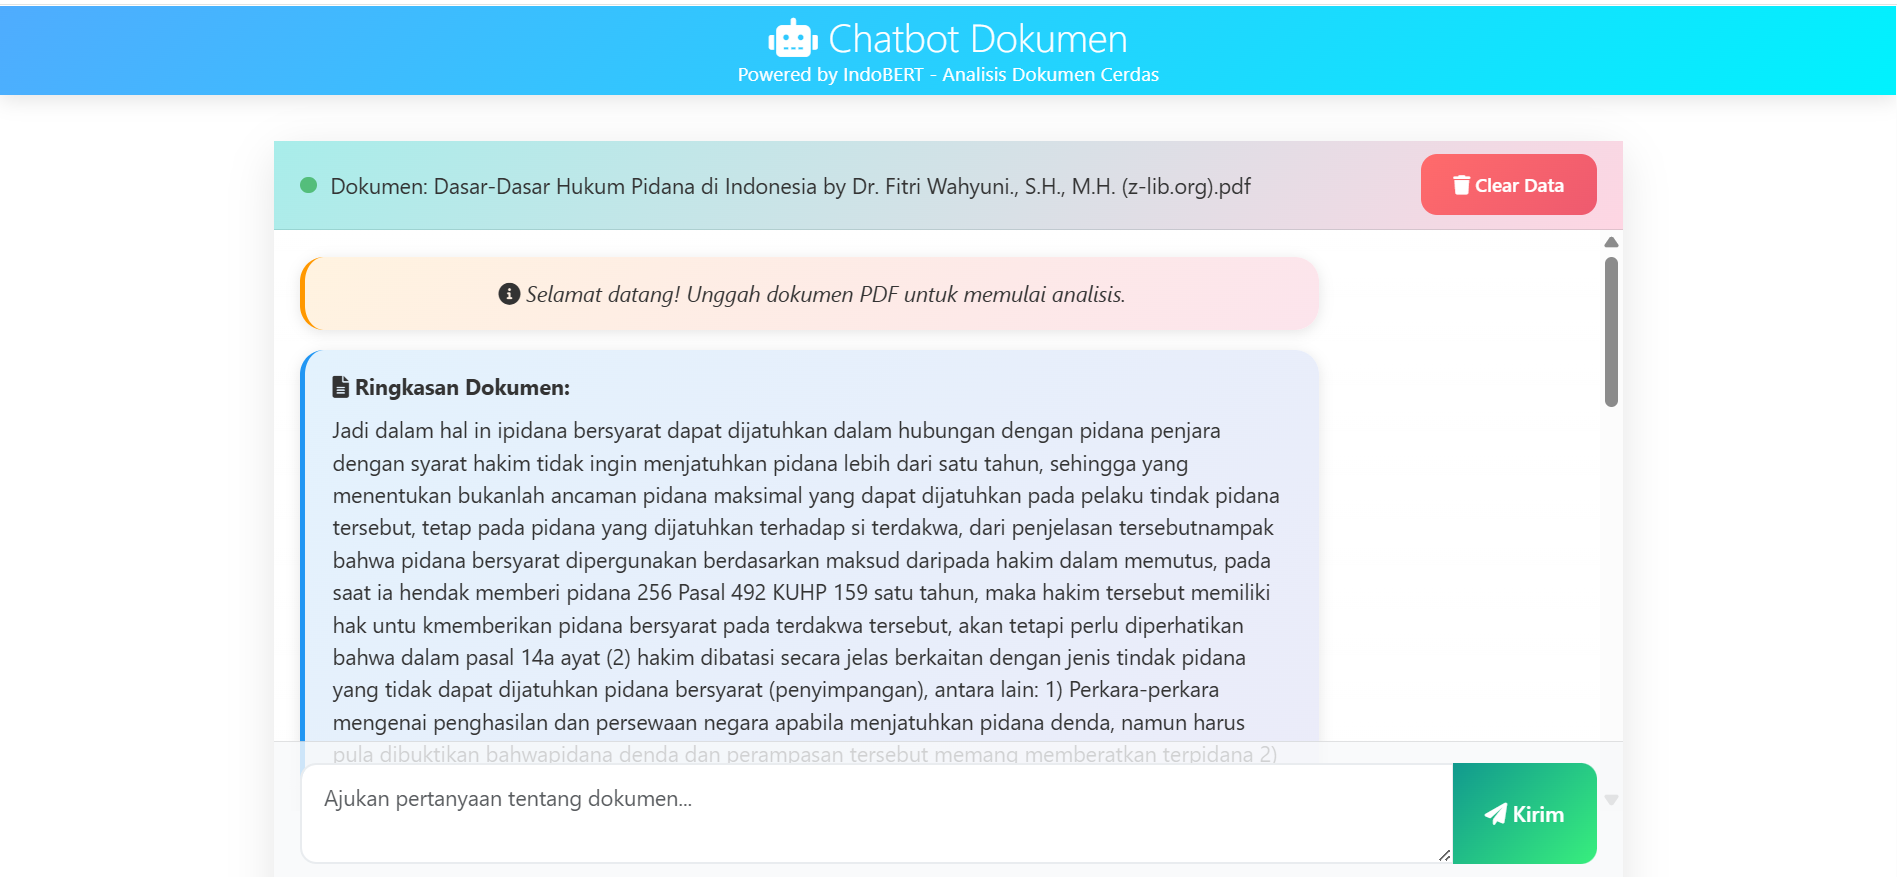 Chatbot Dokumen
Powered by IndoBERT - Analisis Dokumen Cerdas
Dokumen: Dasar-Dasar Hukum Pidana di Indonesia by Dr. Fitri Wahyuni., S.H., M.H. (z-lib.org).pdf
Clear Data
Selamat datang! Unggah dokumen PDF untuk memulai analisis.
Ringkasan Dokumen:
Jadi dalam hal in ipidana bersyarat dapat dijatuhkan dalam hubungan dengan pidana penjara
dengan syarat hakim tidak ingin menjatuhkan pidana lebih dari satu tahun, sehingga yang
menentukan bukanlah ancaman pidana maksimal yang dapat dijatuhkan pada pelaku tindak pidana
tersebut, tetap pada pidana yang dijatuhkan terhadap si terdakwa, dari penjelasan tersebutnampak
bahwa pidana bersyarat dipergunakan berdasarkan maksud daripada hakim dalam memutus, pada
saat ia hendak memberi pidana 256 Pasal 492 KUHP 159 satu tahun, maka hakim tersebut memiliki
hak untu kmemberikan pidana bersyarat pada terdakwa tersebut, akan tetapi perlu diperhatikan
bahwa dalam pasal 14a ayat (2) hakim dibatasi secara jelas berkaitan dengan jenis tindak pidana
yang tidak dapat dijatuhkan pidana bersyarat (penyimpangan), antara lain: 1) Perkara-perkara
mengenai penghasilan dan persewaan negara apabila menjatuhkan pidana denda, namun harus
pula dibuktikan bahwapidana denda dan perampasan tersebut memang memberatkan terpidana 2)
Ajukan pertanyaan tentang dokumen...
Kirim